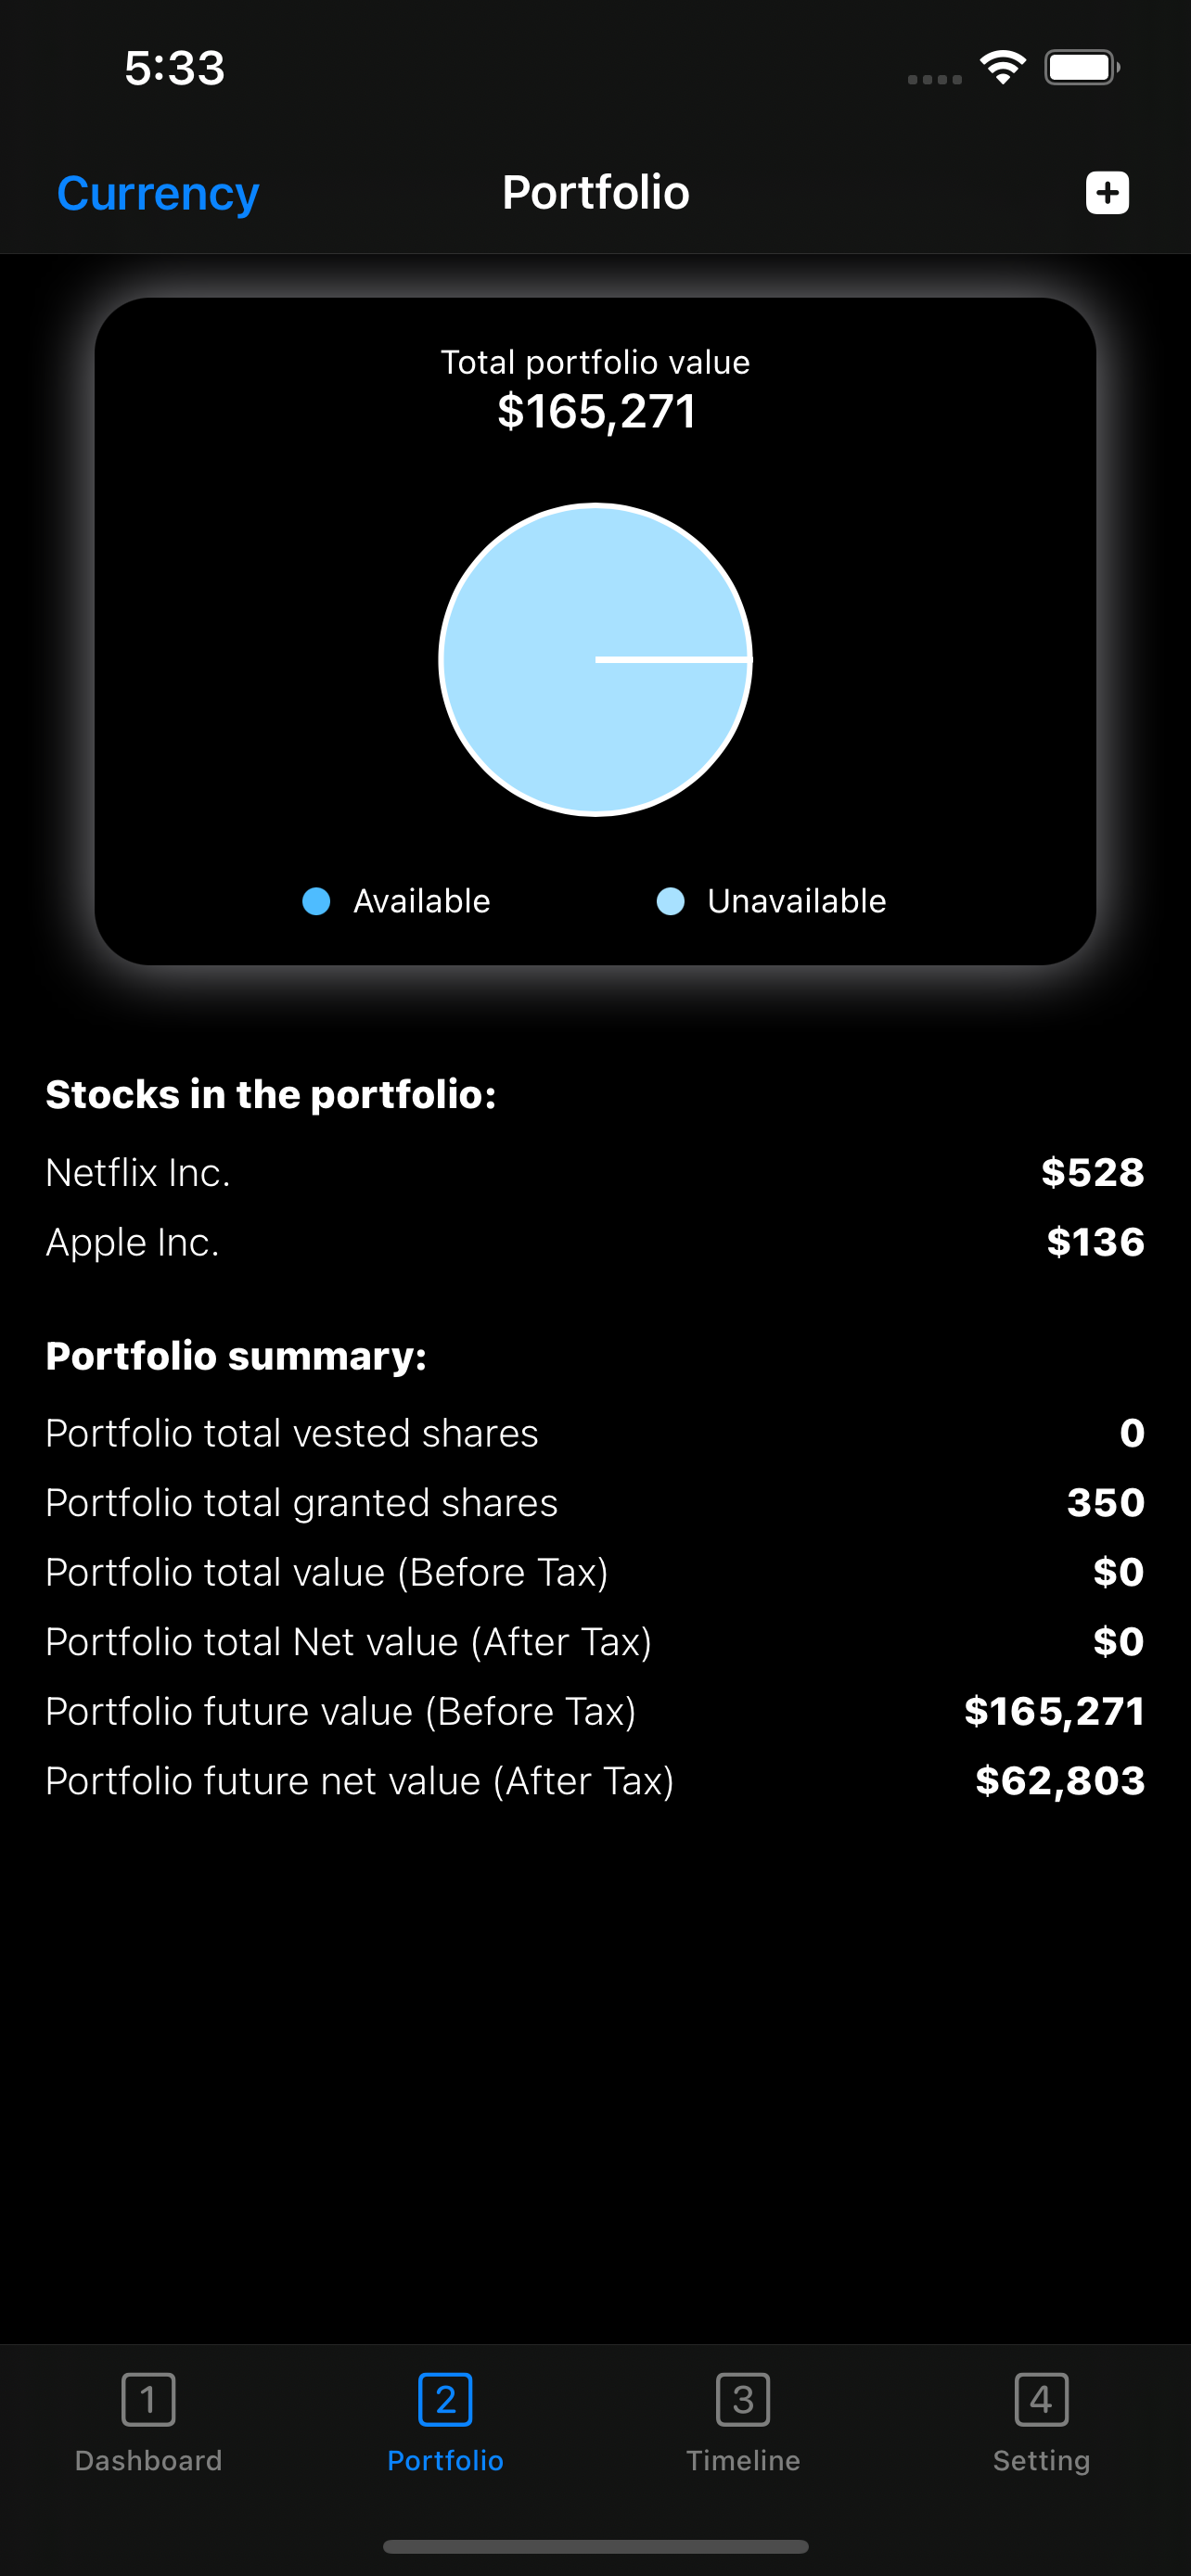 5:33
Currency Portfolio
Total portfolio value
$165,271
Available Unavailable
Stocks in the portfolio:
Netflix Inc. $528
Apple Inc. $136
Portfolio summary:
Portfolio total vested shares 0
Portfolio total granted shares 350
Portfolio total value (Before Tax) $0
Portfolio total Net value (After Tax) $0
Portfolio future value (Before Tax) $165,271
Portfolio future net value (After Tax) $62,803
1 2 3 4
Dashboard Portfolio Timeline Setting